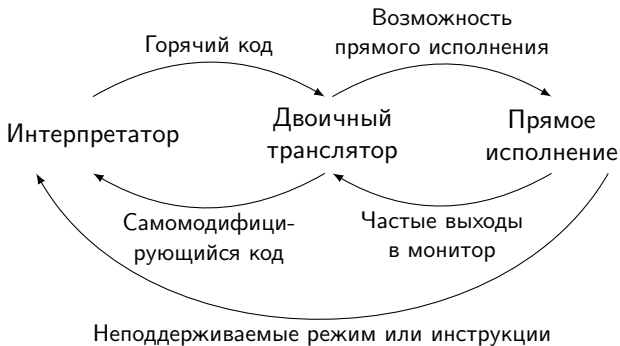 Горячий код
Возможность
прямого исполнения
Интерпретатор
Двоичный
транслятор
Прямое
исполнение
Самомодифици-
рующийся код
Частые выходы
в монитор
Неподдерживаемые режим или инструкции